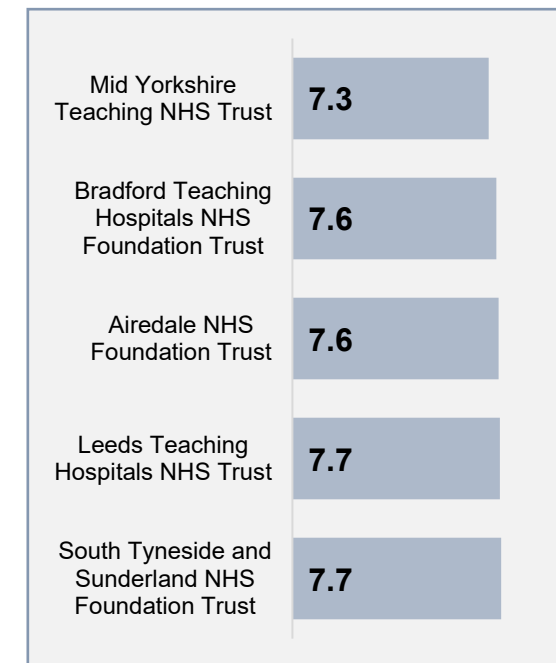 Mid Yorkshire
Teaching NHS Trust
7.3
Bradford Teaching
Hospitals NHS
Foundation Trust
7.6
Airedale NHS
Foundation Trust
7.6
Leeds Teaching
Hospitals NHS Trust
7.7
South Tyneside and
Sunderland NHS
Foundation Trust
7.7